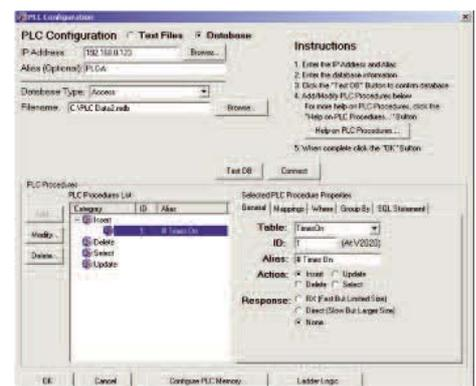 PLC Configuration
PLC Configuration Text Files Database
IP Address: 192.168.0.123 Browse...
Alias (Optional): PLC-A
Database Type: Access
Filename: C:\PLC Data2.mdb Browse...
Instructions
1. Enter the IP Address and Alias
2. Enter the database information
3. Click the "Test DB" Button to confirm database
4. Add/Modify PLC Procedures below
For more help on PLC Procedures, click the
"Help on PLC Procedures..." Button
Help on PLC Procedures...
5. When complete click the "OK" Button
Test DB Connect
PLC Procedures
PLC Procedures List
Category ID Alias
Insert
1 # Times On
Delete
Select
Update
Add...
Modify...
Delete...
Selected PLC Procedure Properties
General Mappings Where Group By SQL Statement
Table: TimesOn
ID: 1 (At V2020)
Alias: # Times On
Action: Insert Update
Delete Select
Response: RX (Fast But Limited Size)
Direct (Slow But Larger Size)
None
OK Cancel Configure PLC Memory Ladder Logic